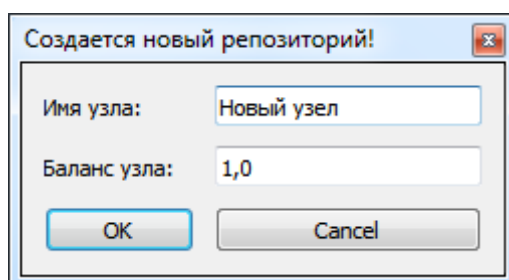 Создается новый репозиторий!
Имя узла: Новый узел
Баланс узла: 1,0
OK Cancel